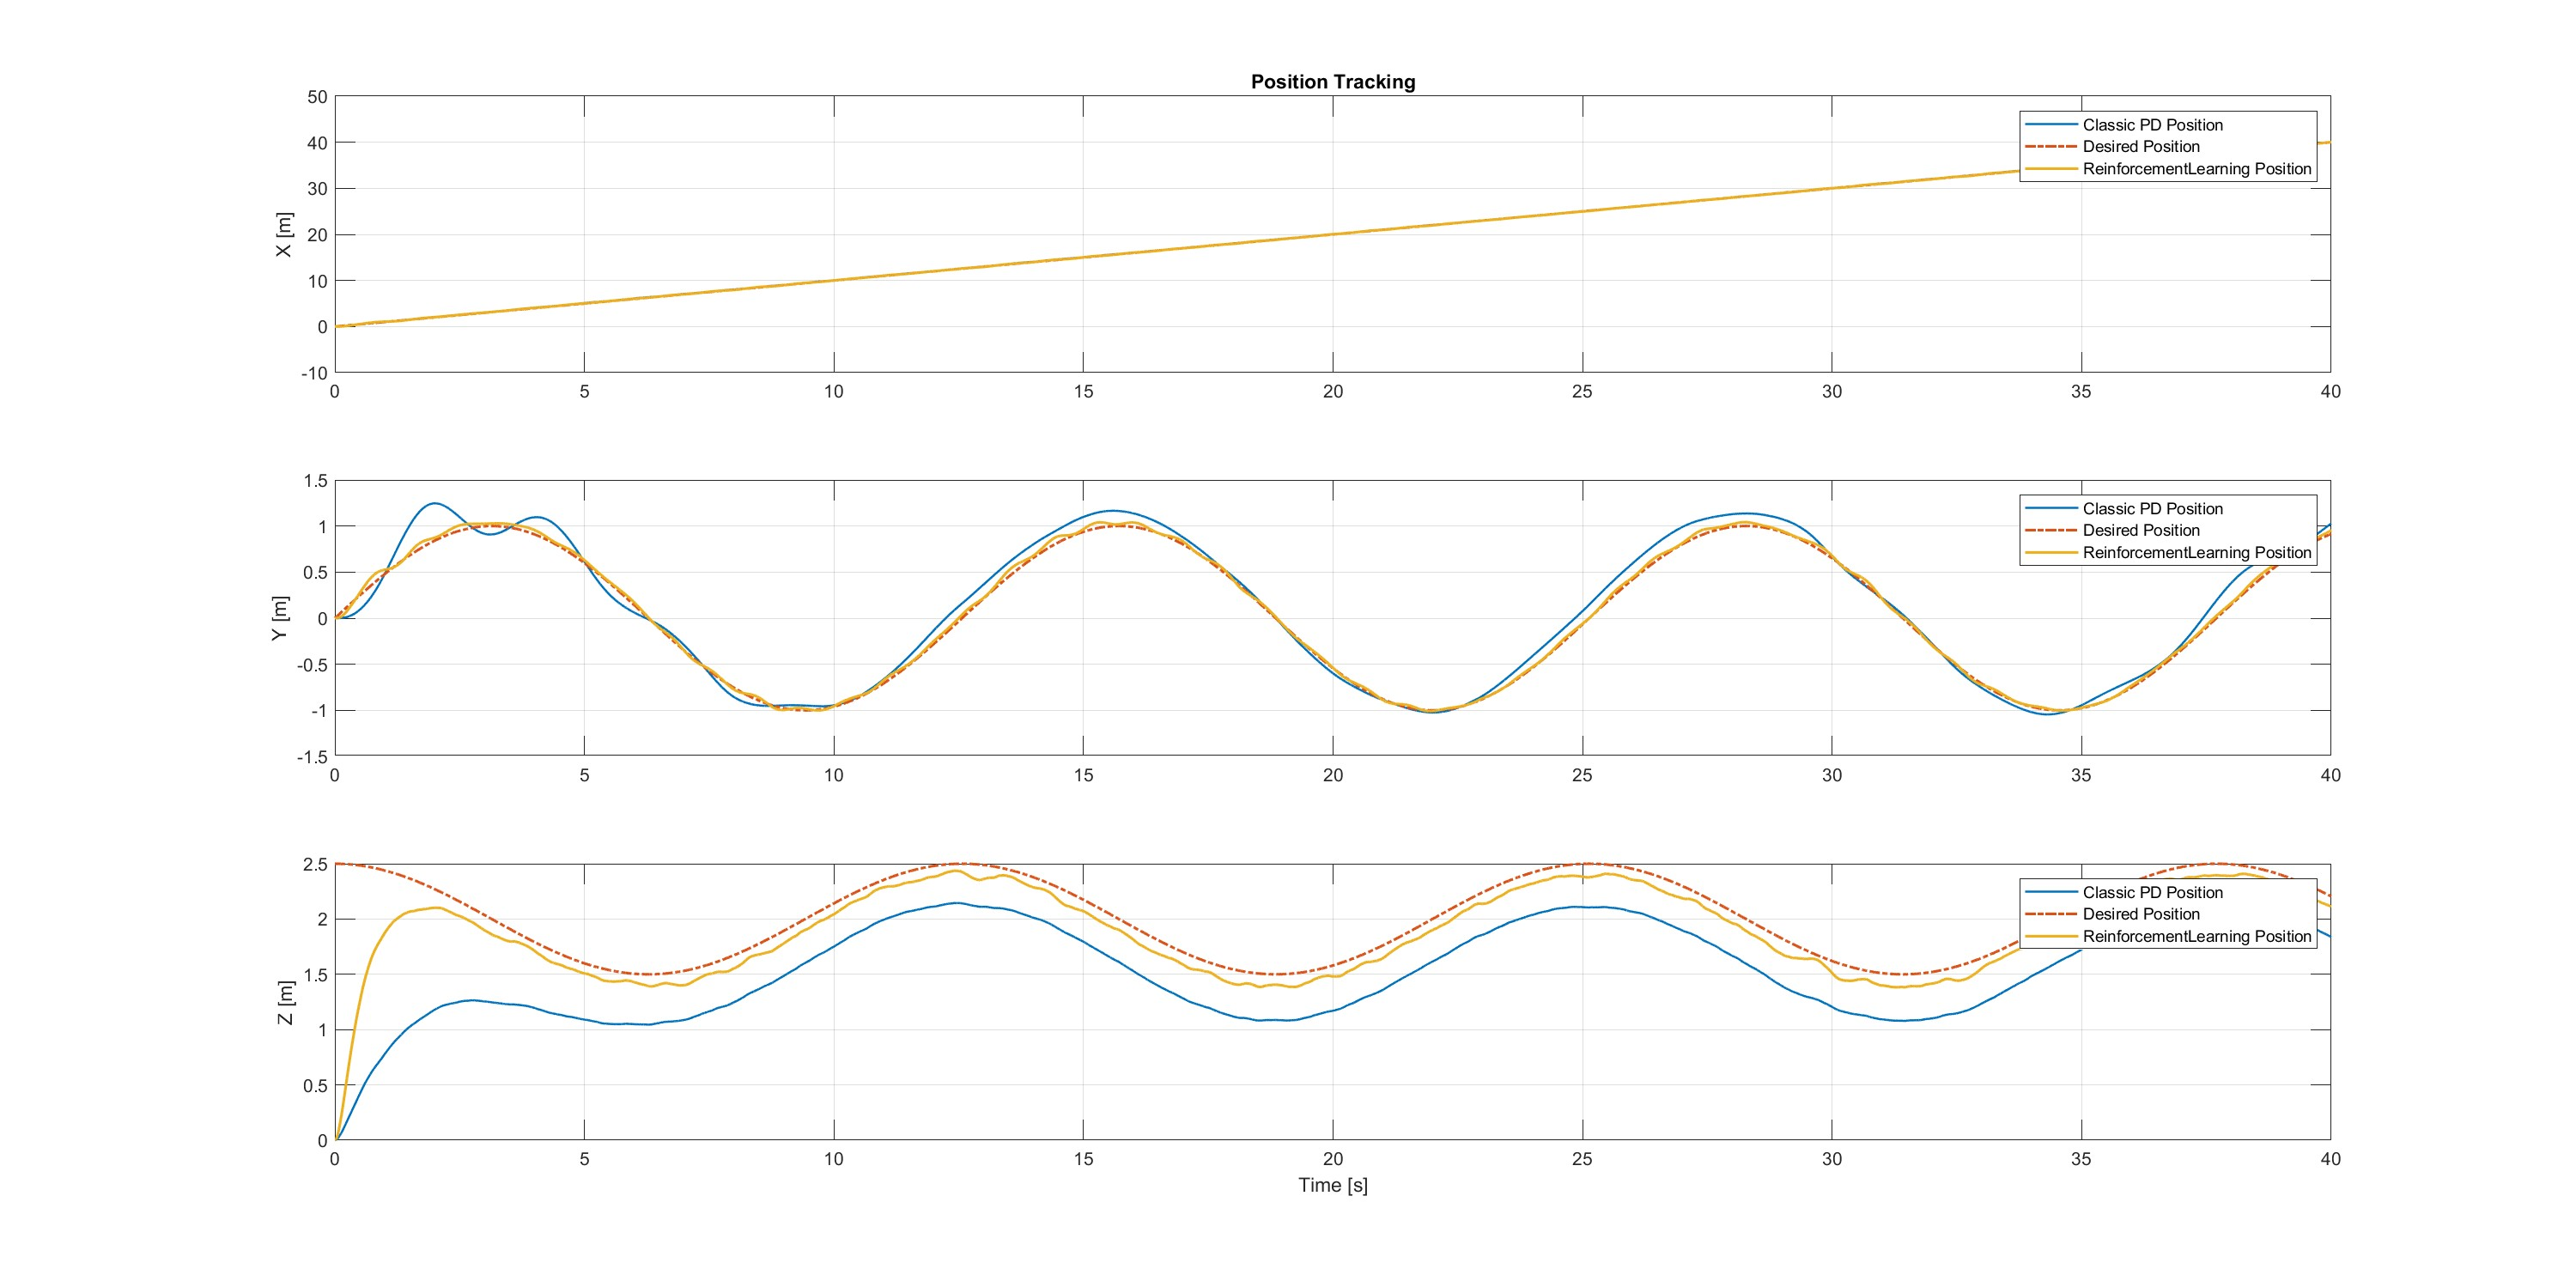 Position Tracking
50
40
30
20
10
0
-10
X [m]
Classic PD Position
Desired Position
ReinforcementLearning Position
0 5 10 15 20 25 30 35 40
1.5
1
0.5
0
-0.5
-1
-1.5
Y [m]
Classic PD Position
Desired Position
ReinforcementLearning Position
0 5 10 15 20 25 30 35 40
2.5
2
1.5
1
0.5
0
Z [m]
Classic PD Position
Desired Position
ReinforcementLearning Position
0 5 10 15 20 25 30 35 40
Time [s]